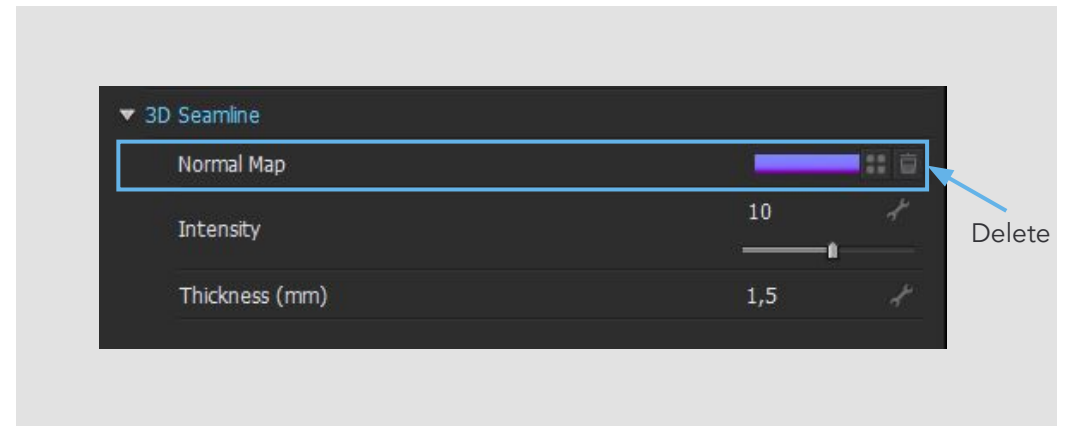 3D Seamline
Normal Map
Intensity
10
Delete
Thickness (mm)
1,5